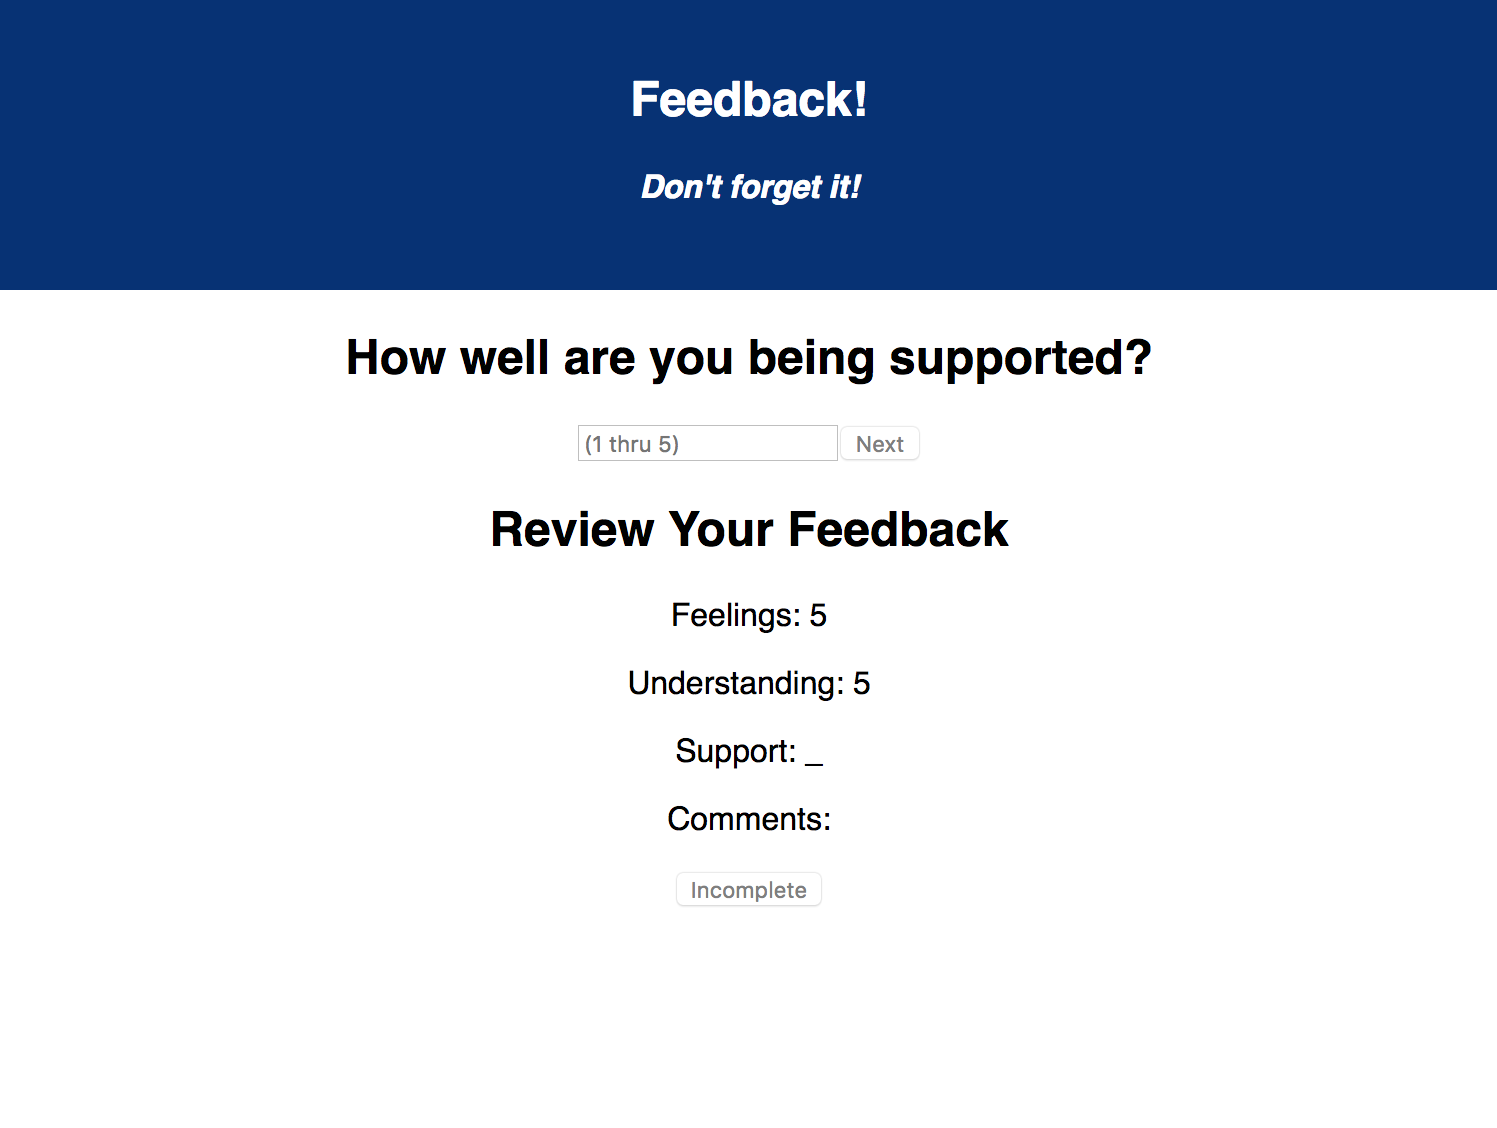 Feedback!
Don't forget it!
How well are you being supported?
(1 thru 5) Next
Review Your Feedback
Feelings: 5
Understanding: 5
Support: _
Comments:
Incomplete